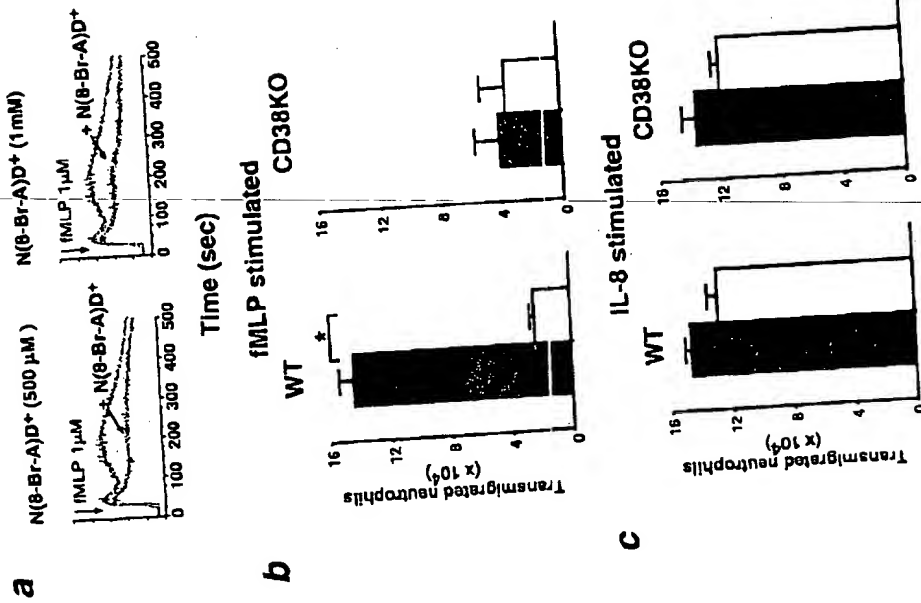 a
N(8-Br-A)D⁺ (500 µM)
N(8-Br-A)D⁺ (1mM)
fMLP 1µM
+ N(8-Br-A)D⁺
0 100 200 300 400 500
fMLP 1µM
+ N(8-Br-A)D⁺
0 100 200 300 400 500
Time (sec)
b
fMLP stimulated
WT
CD38KO
*
Transmigrated neutrophils
(x 10⁴)
16
12
8
4
0
16
12
8
4
0
c
IL-8 stimulated
WT
CD38KO
Transmigrated neutrophils
(x 10⁴)
16
12
8
4
0
16
12
8
4
0